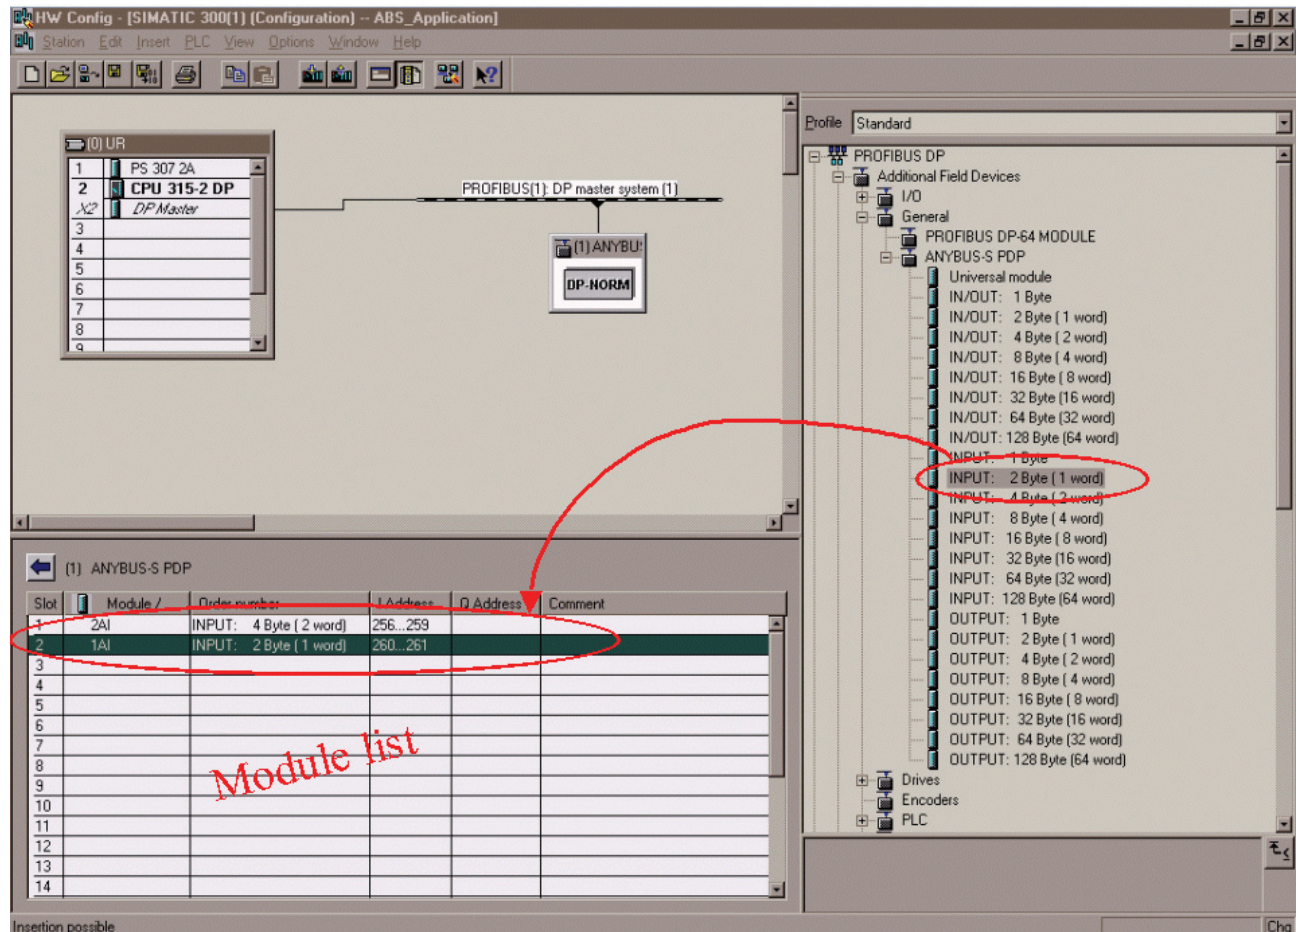 HW Config - [SIMATIC 300(1) (Configuration) -- ABS_Application]
Station Edit Insert PLC View Options Window Help
(0) UR
1 PS 307 2A
2 CPU 315-2 DP
X2 DP Master
3
4
5
6
7
8
9
PROFIBUS(1): DP master system (1)
(1) ANYBU
DP-NORM
Profile Standard
PROFIBUS DP
Additional Field Devices
I/O
General
PROFIBUS DP-64 MODULE
ANYBUS-S PDP
Universal module
IN/OUT: 1 Byte
IN/OUT: 2 Byte ( 1 word)
IN/OUT: 4 Byte ( 2 word)
IN/OUT: 8 Byte ( 4 word)
IN/OUT: 16 Byte ( 8 word)
IN/OUT: 32 Byte (16 word)
IN/OUT: 64 Byte (32 word)
IN/OUT: 128 Byte (64 word)
INPUT: 1 Byte
INPUT: 2 Byte ( 1 word)
INPUT: 4 Byte ( 2 word)
INPUT: 8 Byte ( 4 word)
INPUT: 16 Byte ( 8 word)
INPUT: 32 Byte (16 word)
INPUT: 64 Byte (32 word)
INPUT: 128 Byte (64 word)
OUTPUT: 1 Byte
OUTPUT: 2 Byte ( 1 word)
OUTPUT: 4 Byte ( 2 word)
OUTPUT: 8 Byte ( 4 word)
OUTPUT: 16 Byte ( 8 word)
OUTPUT: 32 Byte (16 word)
OUTPUT: 64 Byte (32 word)
OUTPUT: 128 Byte (64 word)
Drives
Encoders
PLC
(1) ANYBUS-S PDP
Slot Module / Order number I Address Q Address Comment
1 2AI INPUT: 4 Byte ( 2 word) 256...259
2 1AI INPUT: 2 Byte ( 1 word) 260...261
3
4
5
6
7
8
9
10
11
12
13
14
Module list
Insertion possible
Chg